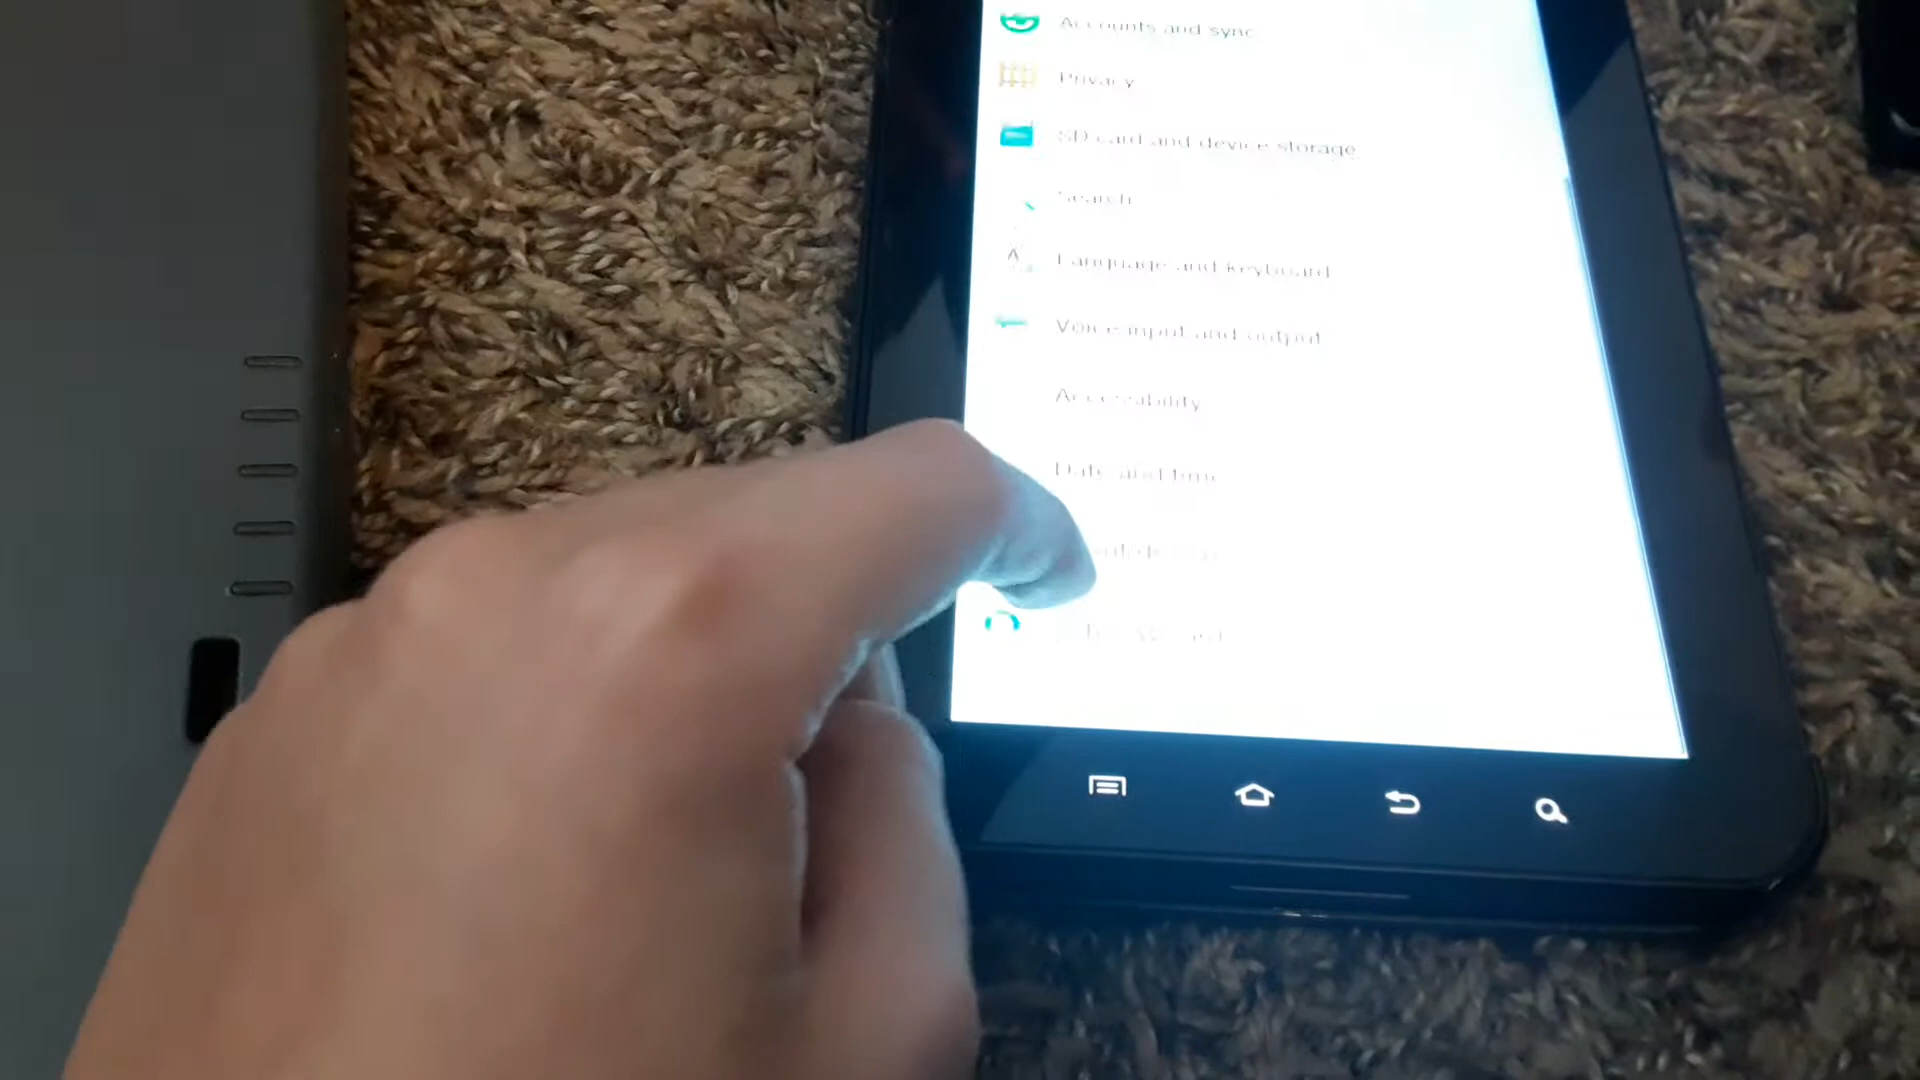 Accounts and sync
Privacy
SD card and device storage
Search
Language and keyboard
Voice input and output
Accessibility
Date and time